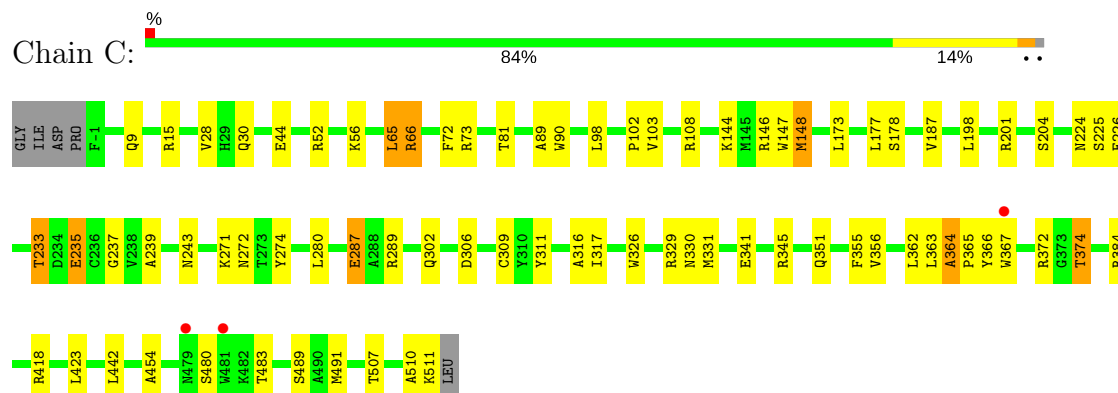 %
Chain C:
84% 14% • •
GLY ILE ASP PRO F-1 Q9 R15 V28 H29 Q30 E44 R52 K56 L65 R66 F72 R73 T81 A89 W90 L98 P102 V103 R108 K144 M145 R146 W147 M148 L173 L177 S178 V187 L198 R201 S204 N224 S225
T233 D234 E235 C236 G237 V238 A239 N243 K271 N272 T273 Y274 L280 E287 A288 R289 Q302 D306 C309 Y310 Y311 A316 I317 W326 R329 N330 M331 E341 R345 Q351 F355 V356 L362 L363 A364 P365 Y366 W367 R372 G373 T374
R418 L423 L442 A454 N479 S480 W481 K482 T483 S489 A490 M491 T507 A510 K511 LEU